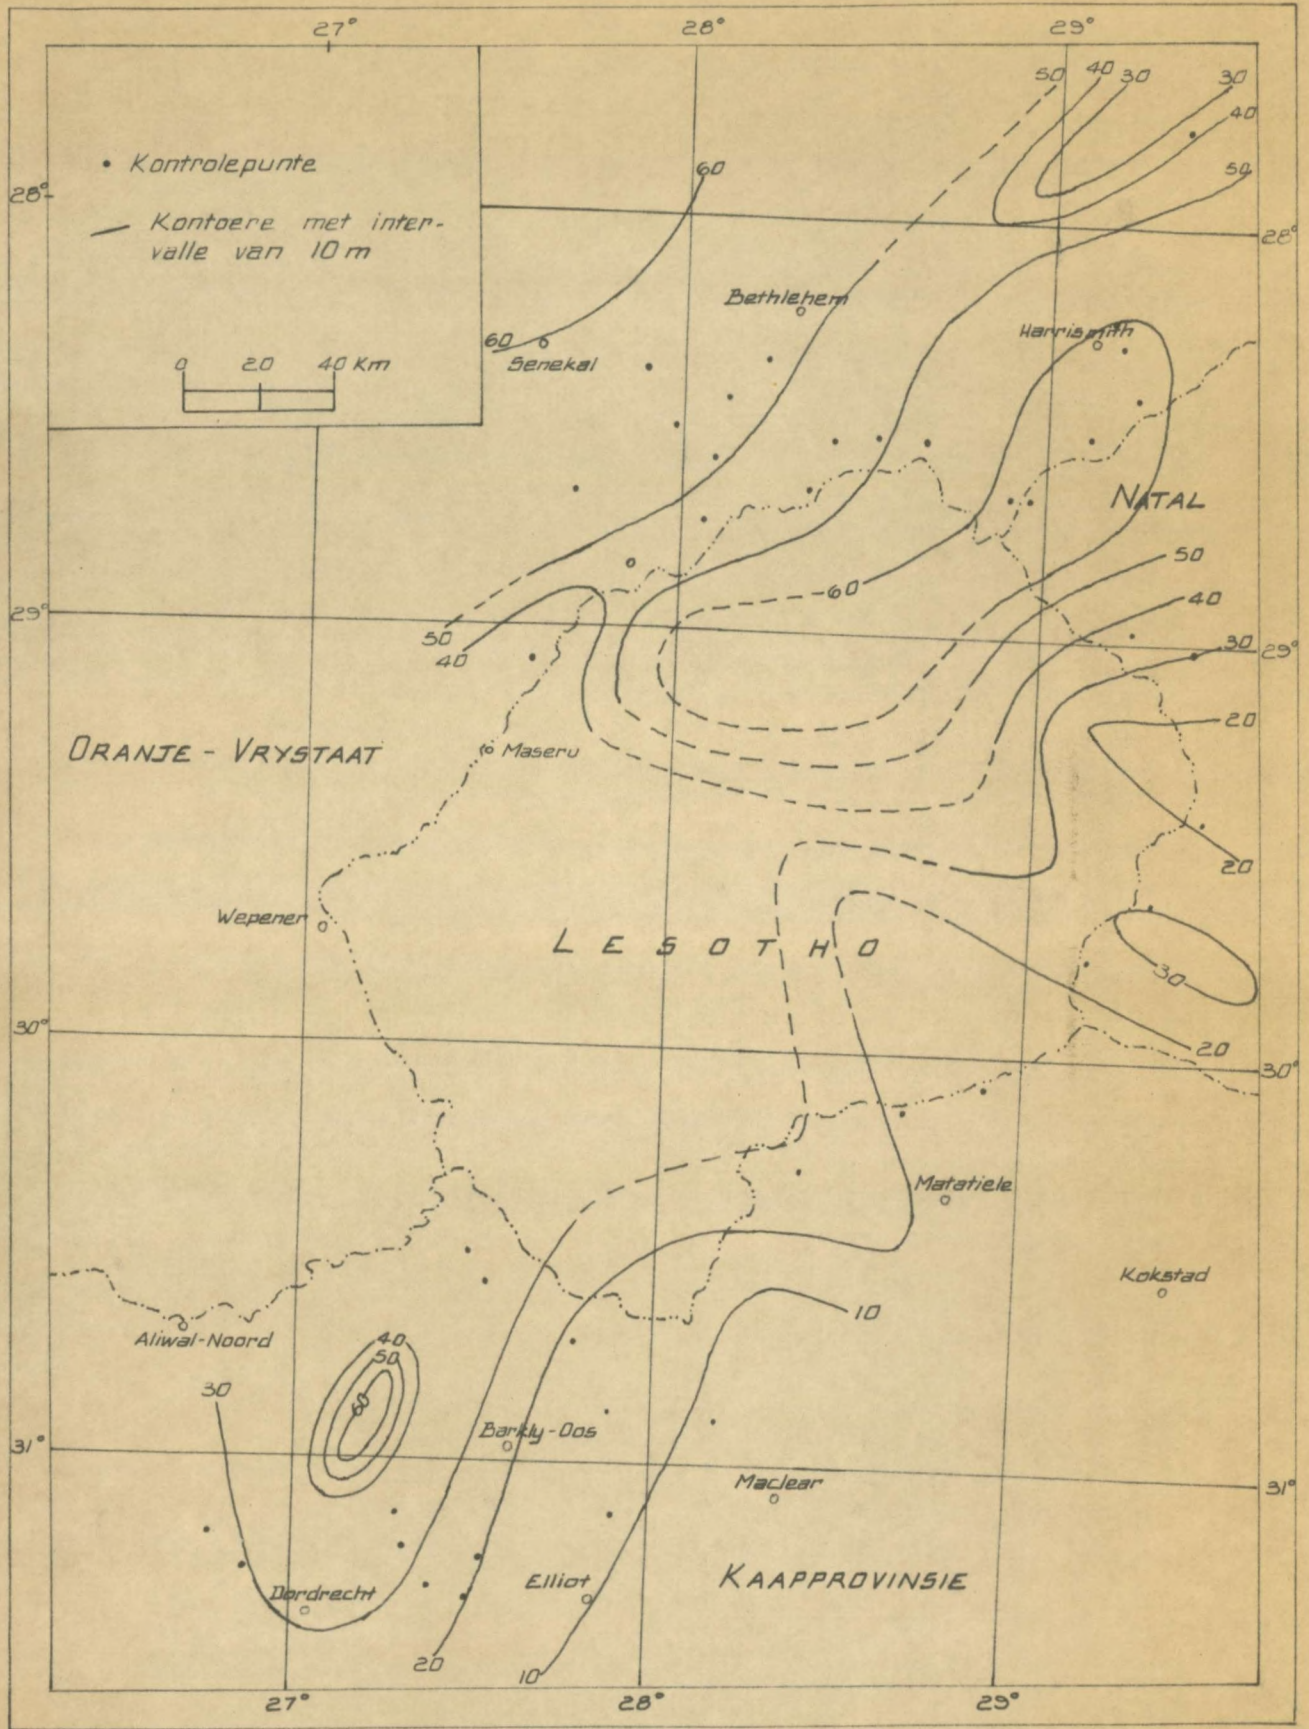 27°
28°
29°
50
40
30
30
40
• Kontrolepunte
60
50
28°
— Kontoere met inter-
valle van 10 m
28°
Bethlehem
Harrismith
60
Senekal
0 20 40 Km
NATAL
50
60
40
29°
50
40
30
29°
20
ORANJE - VRYSTAAT
Maseru
20
Wepener
LESOTHO
30
30°
20
30°
Matatiele
Kokstad
10
Aliwal-Noord
40
50
30
60
31°
Barkly-Oos
Maclear
31°
Dordrecht
Elliot
KAAPPROVINSIE
20
10
27°
28°
29°